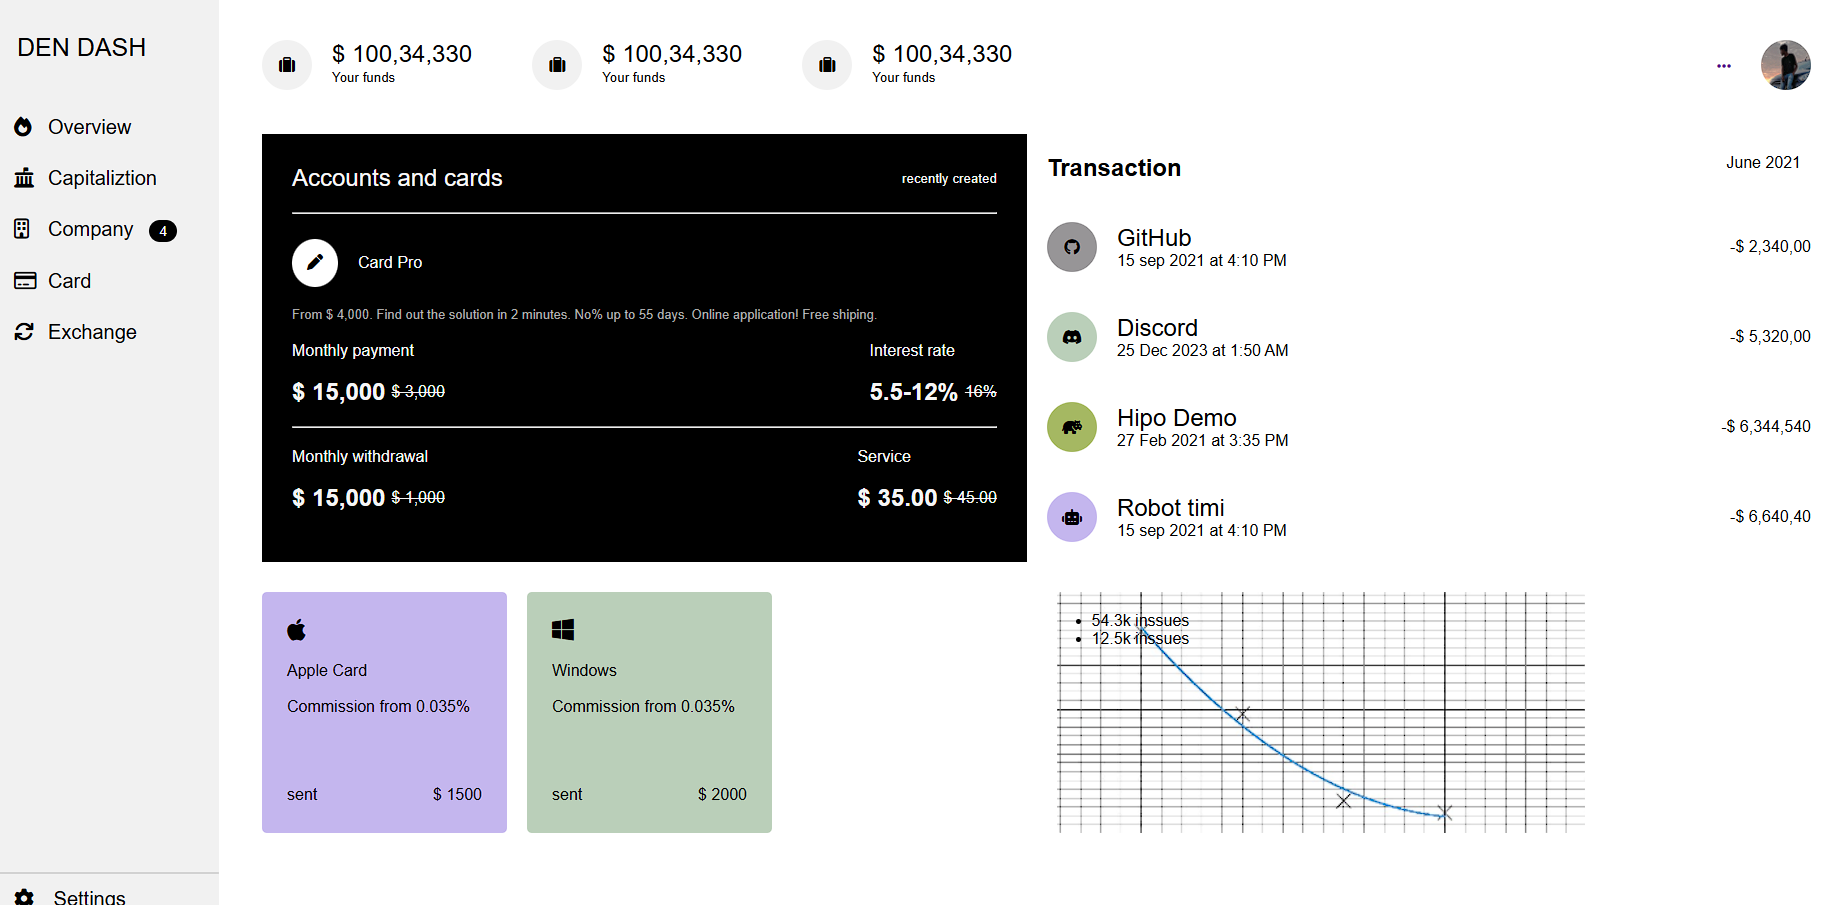 DEN DASH
Overview
Capitaliztion
Company 4
Card
Exchange
Settings
$ 100,34,330
Your funds
$ 100,34,330
Your funds
$ 100,34,330
Your funds
Accounts and cards
recently created
Card Pro
From $ 4,000. Find out the solution in 2 minutes. No% up to 55 days. Online application! Free shiping.
Monthly payment
Interest rate
$ 15,000 $ 3,000
5.5-12% 16%
Monthly withdrawal
Service
$ 15,000 $ 1,000
$ 35.00 $ 45.00
Transaction
June 2021
GitHub
15 sep 2021 at 4:10 PM
-$ 2,340,00
Discord
25 Dec 2023 at 1:50 AM
-$ 5,320,00
Hipo Demo
27 Feb 2021 at 3:35 PM
-$ 6,344,540
Robot timi
15 sep 2021 at 4:10 PM
-$ 6,640,40
Apple Card
Commission from 0.035%
sent $ 1500
Windows
Commission from 0.035%
sent $ 2000
54.3k inssues
12.5k inssues